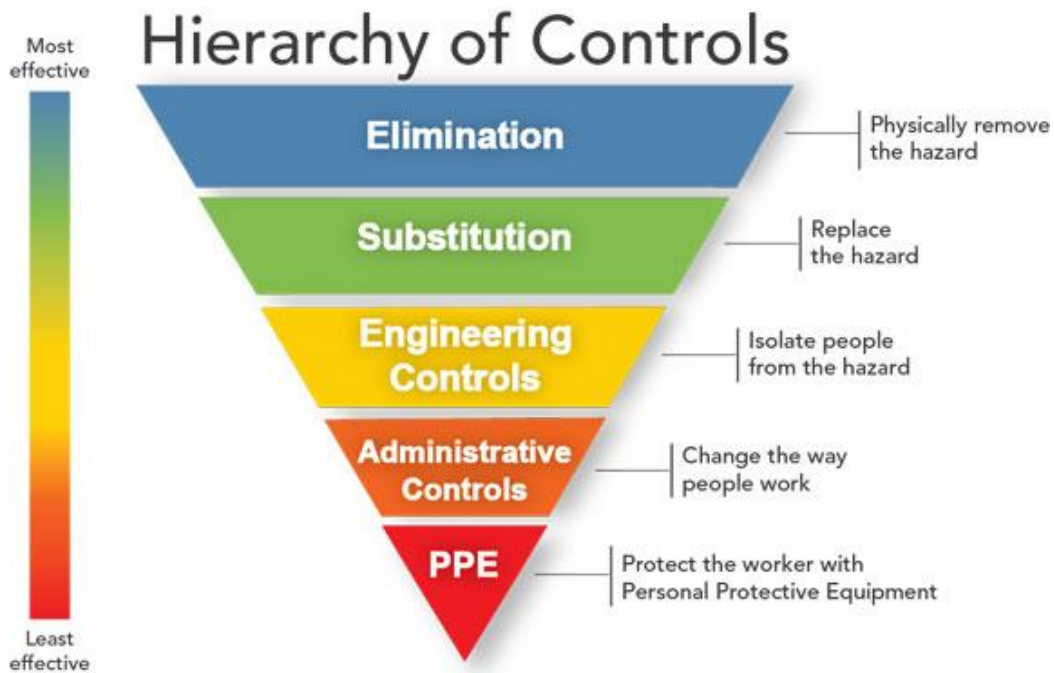 Hierarchy of Controls
Most
effective
Elimination
Physically remove
the hazard
Substitution
Replace
the hazard
Engineering
Controls
Isolate people
from the hazard
Administrative
Controls
Change the way
people work
PPE
Protect the worker with
Personal Protective Equipment
Least
effective